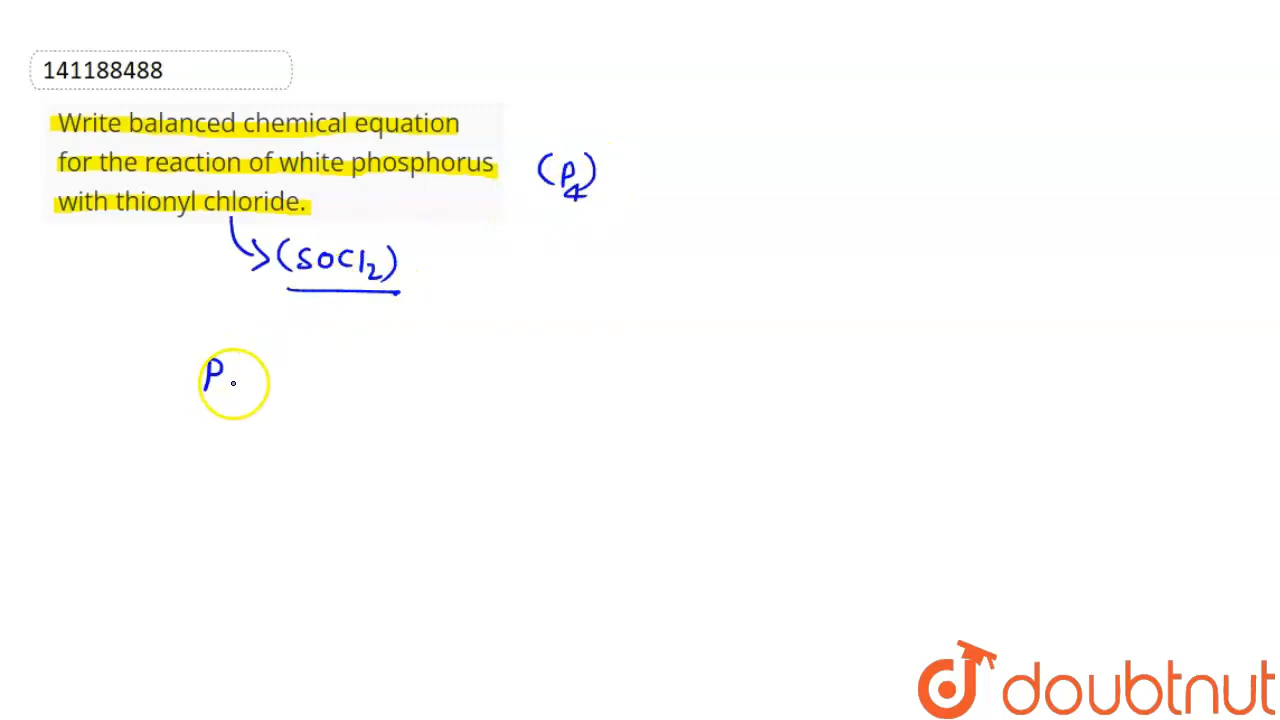 141188488
Write balanced chemical equation
for the reaction of white phosphorus
with thionyl chloride.
(P4)
(SOCl2)
P
doubtnut